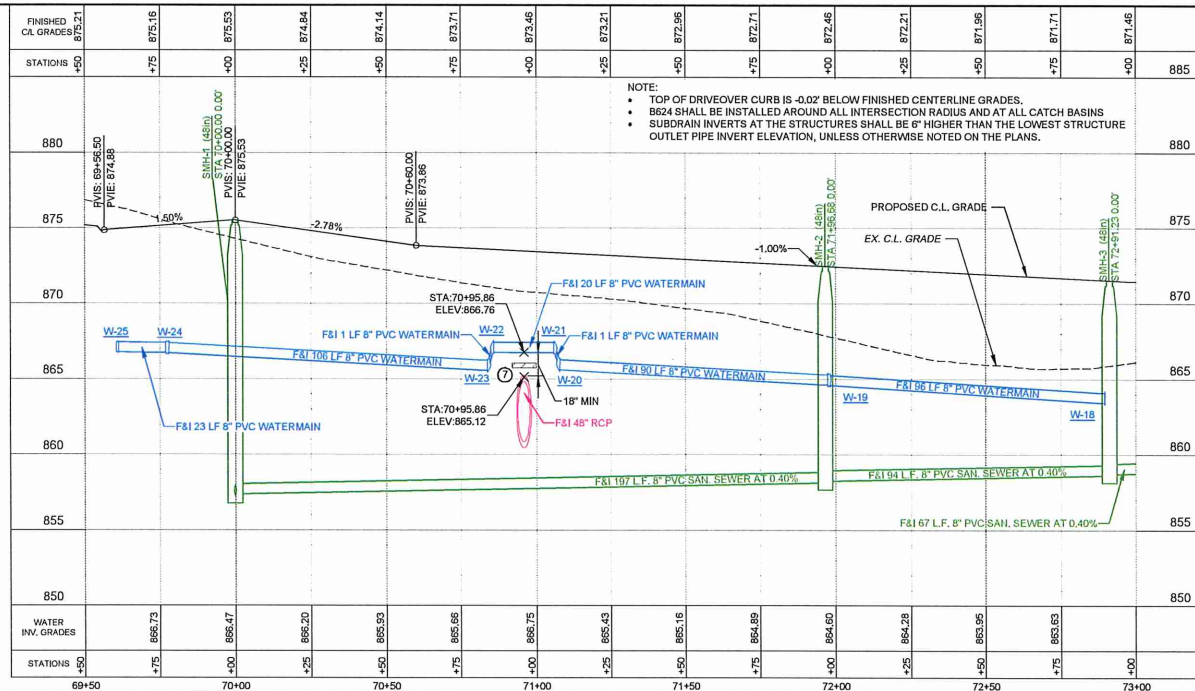 FINISHED
C/L GRADES
875.21 875.16 875.53 874.84 874.14 873.71 873.46 873.21 872.96 872.71 872.46 872.21 871.96 871.71 871.46
STATIONS
+50 +75 +00 +25 +50 +75 +00 +25 +50 +75 +00 +25 +50 +75 +00
885
885
NOTE:
• TOP OF DRIVEOVER CURB IS -0.02' BELOW FINISHED CENTERLINE GRADES.
• B624 SHALL BE INSTALLED AROUND ALL INTERSECTION RADIUS AND AT ALL CATCH BASINS
• SUBDRAIN INVERTS AT THE STRUCTURES SHALL BE 6" HIGHER THAN THE LOWEST STRUCTURE
OUTLET PIPE INVERT ELEVATION, UNLESS OTHERWISE NOTED ON THE PLANS.
880
880
PVIS: 69+56.50
PVIE: 874.88
SMH-1 (48in)
STA 70+00.00 0.00'
PVIS: 70+00.00
PVIE: 875.53
PVIS: 70+60.00
PVIE: 873.86
875
875
1.50%
-2.78%
-1.00%
SMH-2 (48in)
STA 71+96.68 0.00'
PROPOSED C.L. GRADE
EX. C.L. GRADE
SMH-3 (48in)
STA 72+91.23 0.00'
870
870
STA:70+95.86
ELEV:866.76
F&I 20 LF 8" PVC WATERMAIN
W-25
W-24
F&I 1 LF 8" PVC WATERMAIN
W-22
W-21
F&I 1 LF 8" PVC WATERMAIN
F&I 106 LF 8" PVC WATERMAIN
W-23
7
W-20
F&I 90 LF 8" PVC WATERMAIN
W-19
F&I 96 LF 8" PVC WATERMAIN
W-18
865
865
F&I 23 LF 8" PVC WATERMAIN
STA:70+95.86
ELEV:865.12
18" MIN
F&I 48" RCP
860
860
F&I 197 L.F. 8" PVC SAN. SEWER AT 0.40%
F&I 94 L.F. 8" PVC SAN. SEWER AT 0.40%
F&I 67 L.F. 8" PVC SAN. SEWER AT 0.40%
855
855
850
850
WATER
INV. GRADES
866.73 866.47 866.20 865.93 865.66 866.75 865.43 865.16 864.89 864.60 864.28 863.95 863.63
STATIONS
+50 +75 +00 +25 +50 +75 +00 +25 +50 +75 +00 +25 +50 +75 +00
69+50 70+00 70+50 71+00 71+50 72+00 72+50 73+00